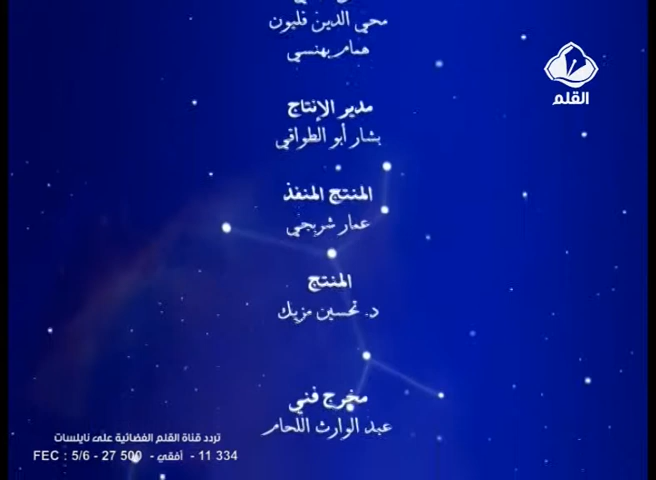 محي الدين فليون
همام بهنسي
مدير الإنتاج
بشار أبو الطواقي
المنتج المنفذ
عمار شربجي
المنتج
د. تحسين مزيك
مخرج فني
عبد الوارث اللحام
القلم
تردد قناة القلم الفضائية على نايلسات
FEC : 5/6 - 27 500 - أفقي - 11 334